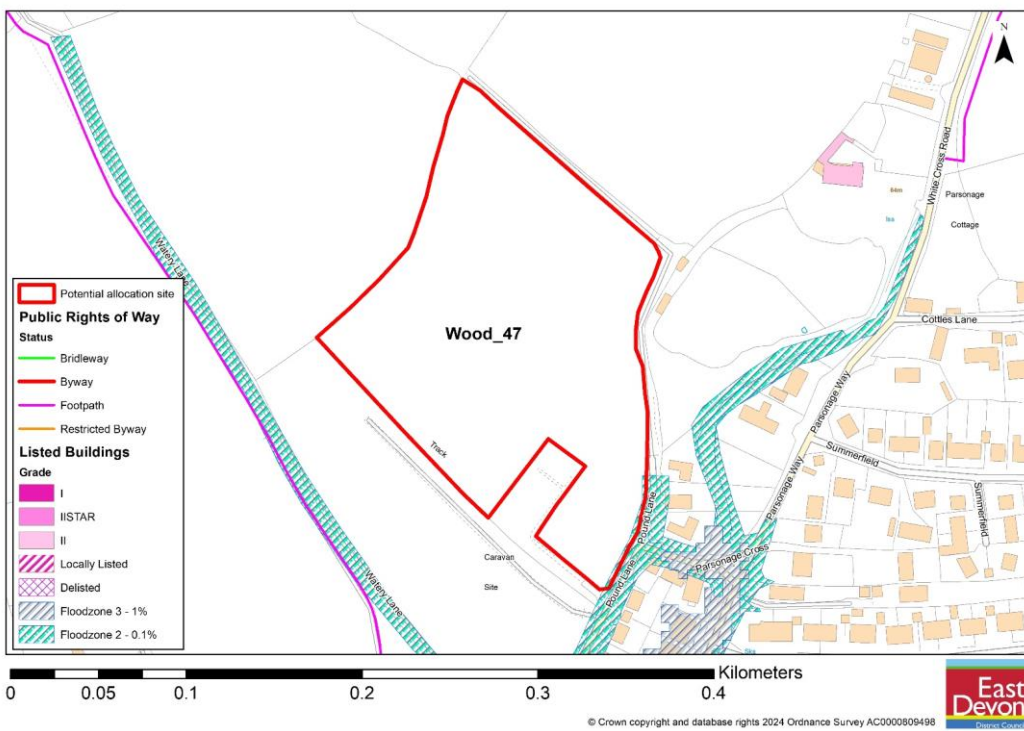 N
White Cross Road
Parsonage
Cottage
Watery Lane
Wood_47
Cottles Lane
Parsonage Way
Summerfield
Track
Parsonage Way
Summerfield
Pound Lane
Parsonage Cross
Caravan
Site
Pound Lane
Watery Lane
Potential allocation site
Public Rights of Way
Status
Bridleway
Byway
Footpath
Restricted Byway
Listed Buildings
Grade
I
IISTAR
II
Locally Listed
Delisted
Floodzone 3 - 1%
Floodzone 2 - 0.1%
Kilometers
0 0.05 0.1 0.2 0.3 0.4
© Crown copyright and database rights 2024 Ordnance Survey AC0000809498
East
Devon
District Council